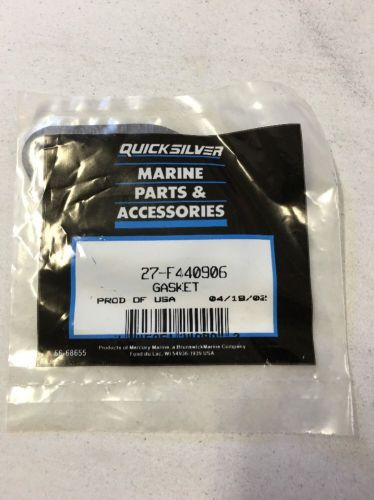 QUICKSILVER
MARINE
PARTS &
ACCESSORIES
27-F440906
GASKET
PROD OF USA 04/19/02
Products of Mercury Marine, a Brunswick Marine Company
Fond du Lac, WI 54936-1939 USA